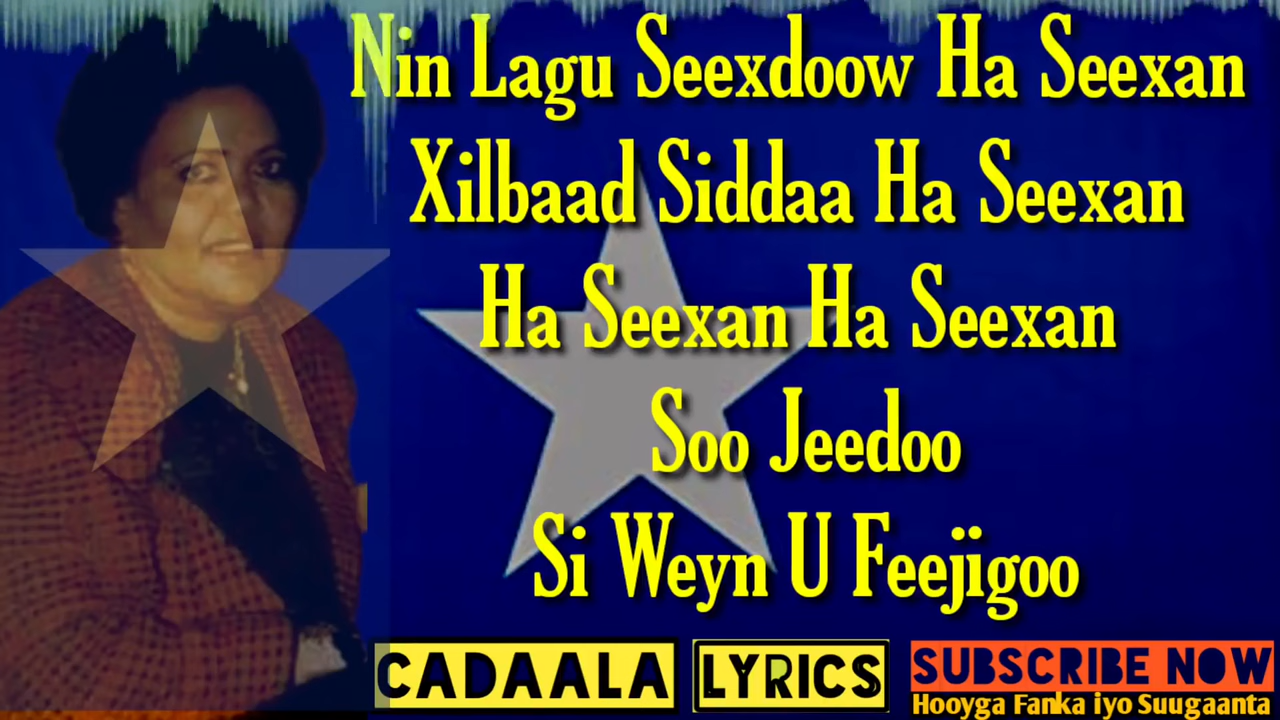 Nin Lagu Seexdoow Ha Seexan
Xilbaad Siddaa Ha Seexan
Ha Seexan Ha Seexan
Soo Jeedoo
Si Weyn U Feejigoo
CADAALA LYRICS SUBSCRIBE NOW
Hooyga Fanka iyo Suugaanta